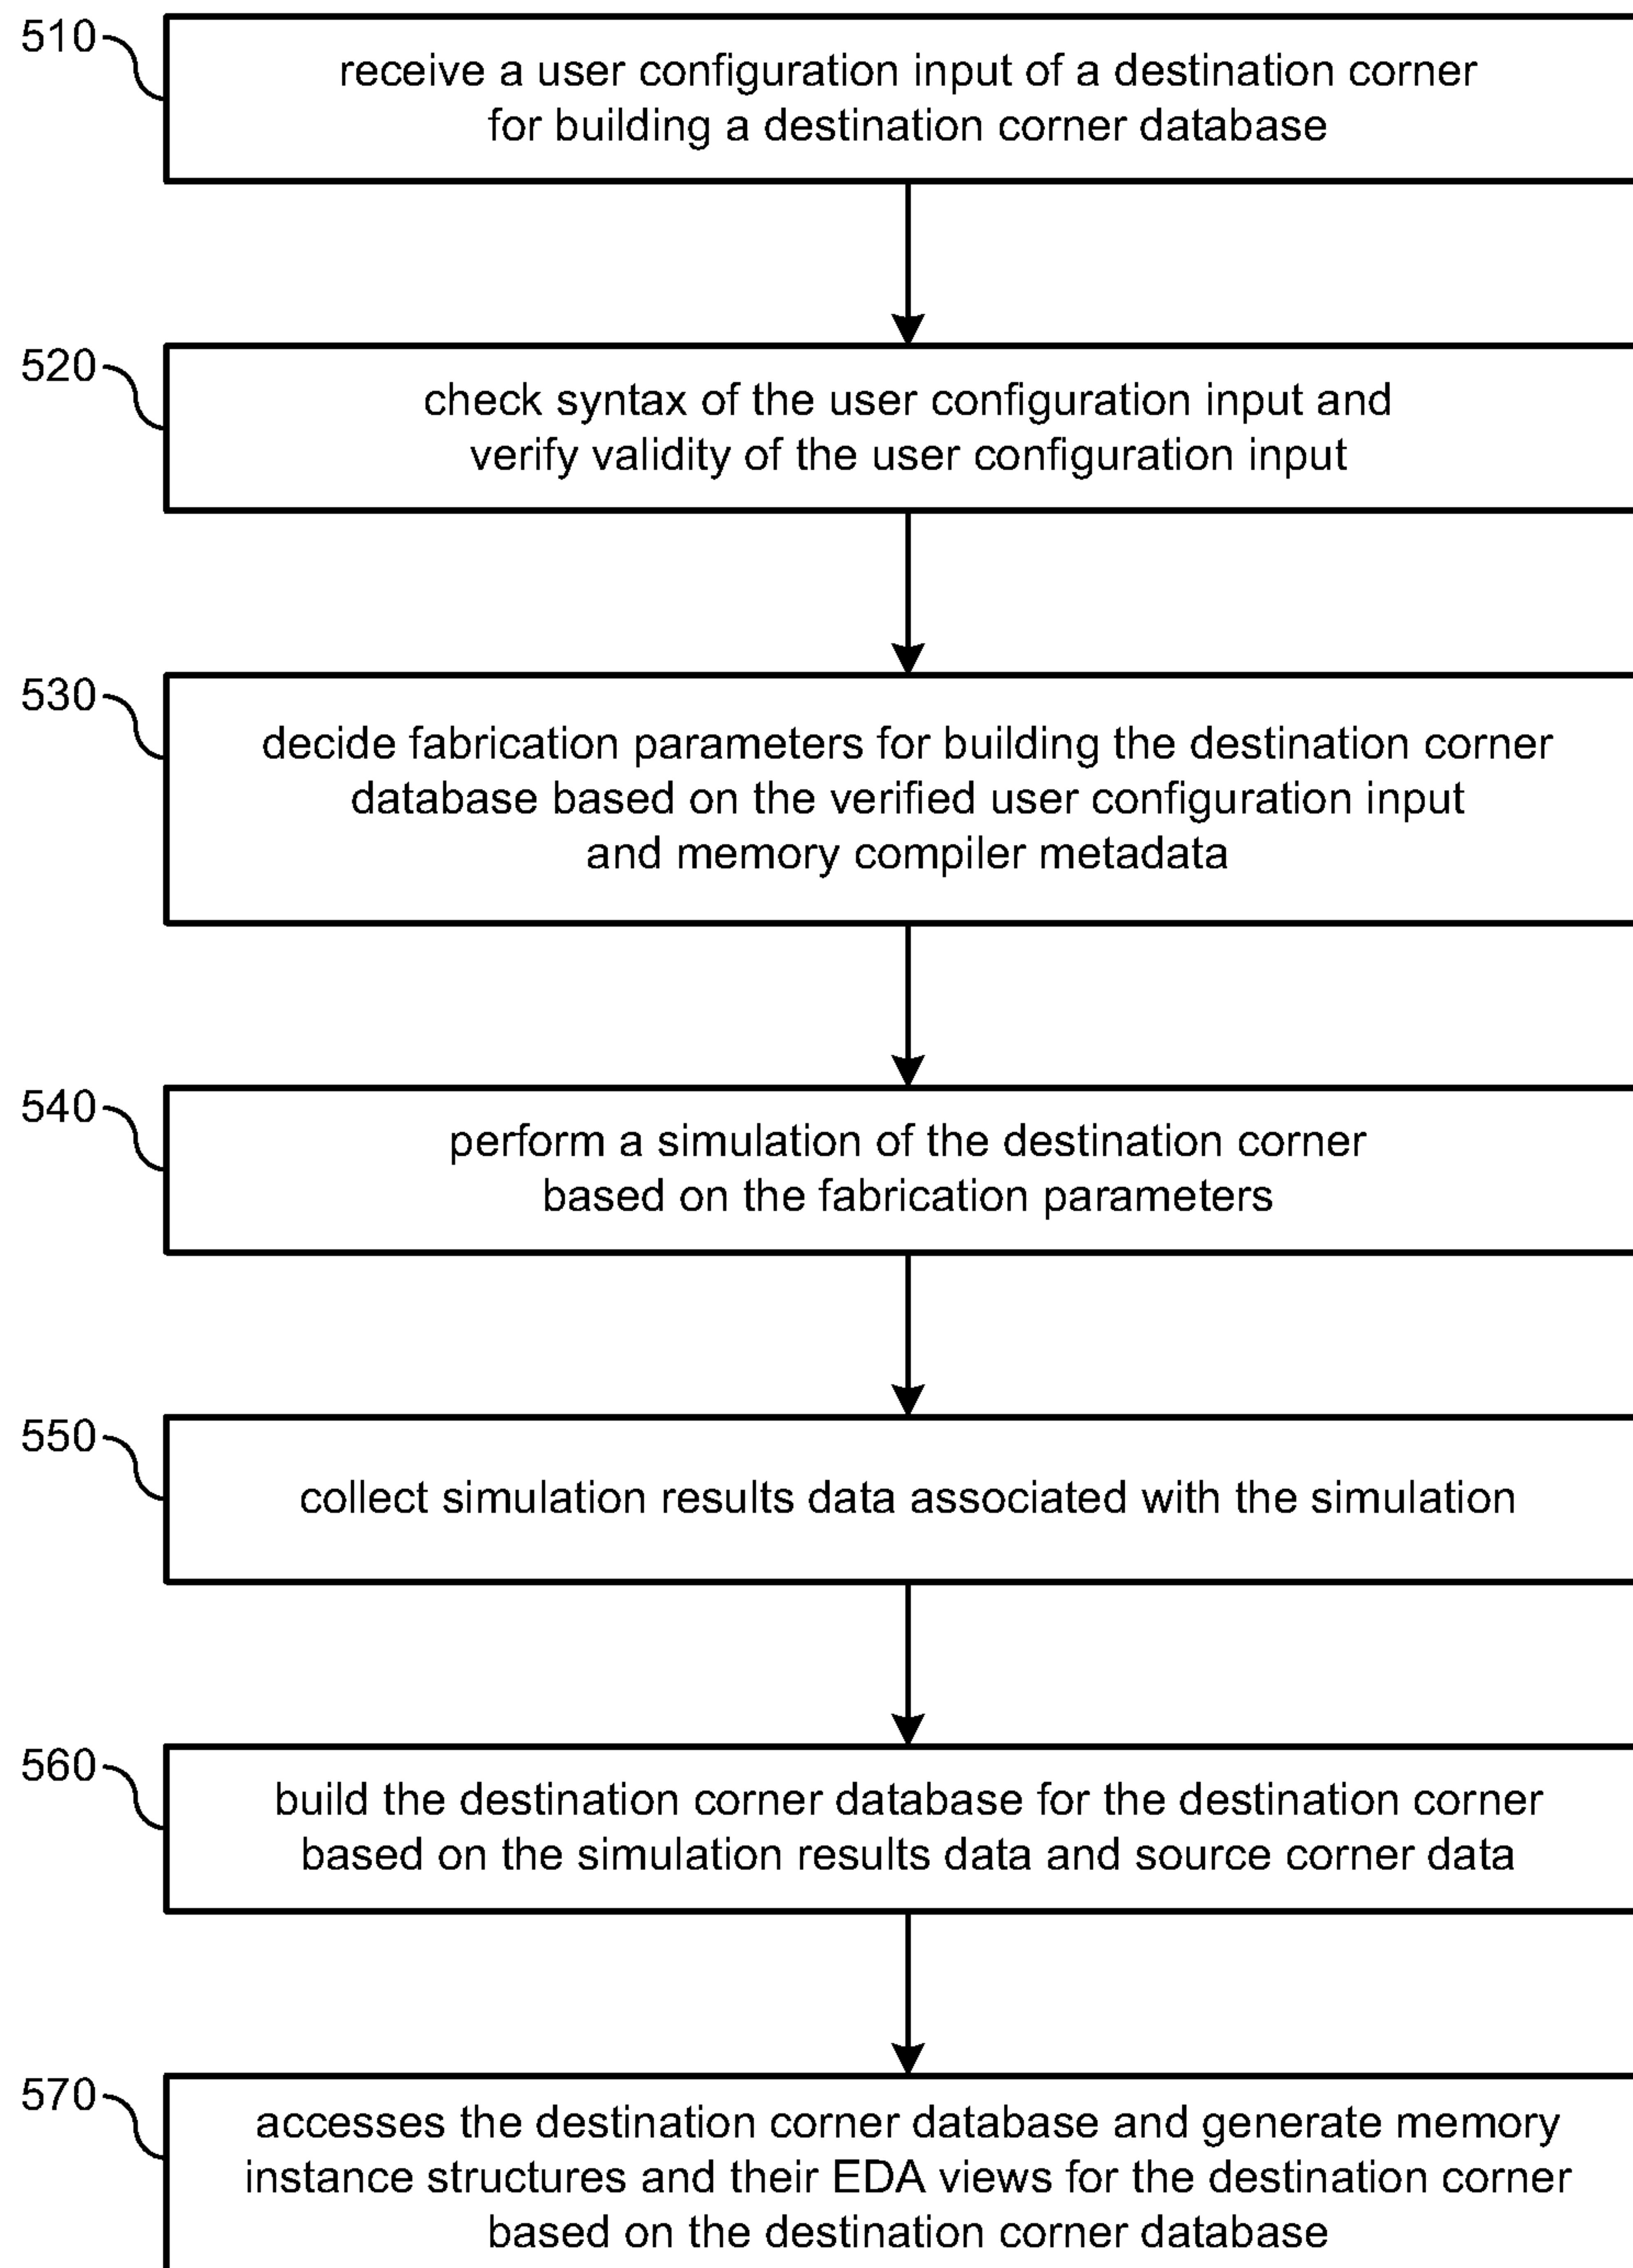 510
receive a user configuration input of a destination corner
for building a destination corner database
520
check syntax of the user configuration input and
verify validity of the user configuration input
530
decide fabrication parameters for building the destination corner
database based on the verified user configuration input
and memory compiler metadata
540
perform a simulation of the destination corner
based on the fabrication parameters
550
collect simulation results data associated with the simulation
560
build the destination corner database for the destination corner
based on the simulation results data and source corner data
570
accesses the destination corner database and generate memory
instance structures and their EDA views for the destination corner
based on the destination corner database